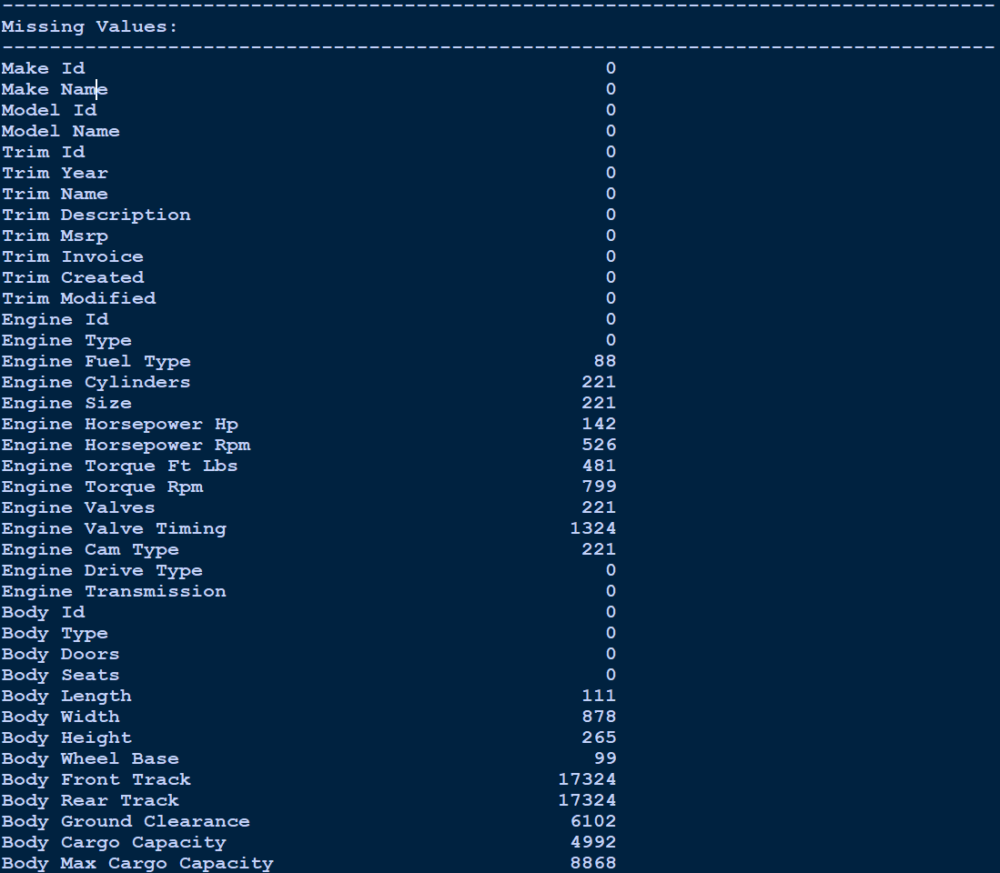 ------------------------------------------------------------------------------------
Missing Values:
------------------------------------------------------------------------------------
Make Id 0
Make Name 0
Model Id 0
Model Name 0
Trim Id 0
Trim Year 0
Trim Name 0
Trim Description 0
Trim Msrp 0
Trim Invoice 0
Trim Created 0
Trim Modified 0
Engine Id 0
Engine Type 0
Engine Fuel Type 88
Engine Cylinders 221
Engine Size 221
Engine Horsepower Hp 142
Engine Horsepower Rpm 526
Engine Torque Ft Lbs 481
Engine Torque Rpm 799
Engine Valves 221
Engine Valve Timing 1324
Engine Cam Type 221
Engine Drive Type 0
Engine Transmission 0
Body Id 0
Body Type 0
Body Doors 0
Body Seats 0
Body Length 111
Body Width 878
Body Height 265
Body Wheel Base 99
Body Front Track 17324
Body Rear Track 17324
Body Ground Clearance 6102
Body Cargo Capacity 4992
Body Max Cargo Capacity 8868